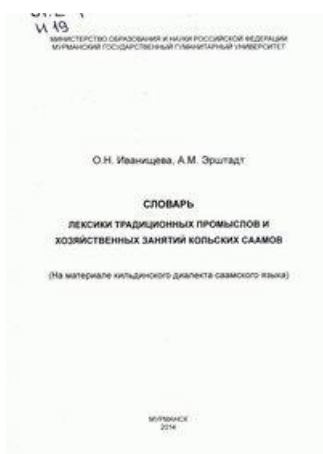 И 19
МИНИСТЕРСТВО ОБРАЗОВАНИЯ И НАУКИ РОССИЙСКОЙ ФЕДЕРАЦИИ
МУРМАНСКИЙ ГОСУДАРСТВЕННЫЙ ГУМАНИТАРНЫЙ УНИВЕРСИТЕТ
О.Н. Иванищева, А.М. Эрштадт
СЛОВАРЬ
ЛЕКСИКИ ТРАДИЦИОННЫХ ПРОМЫСЛОВ И
ХОЗЯЙСТВЕННЫХ ЗАНЯТИЙ КОЛЬСКИХ СААМОВ
(На материале кильдинского диалекта саамского языка)
МУРМАНСК
2014